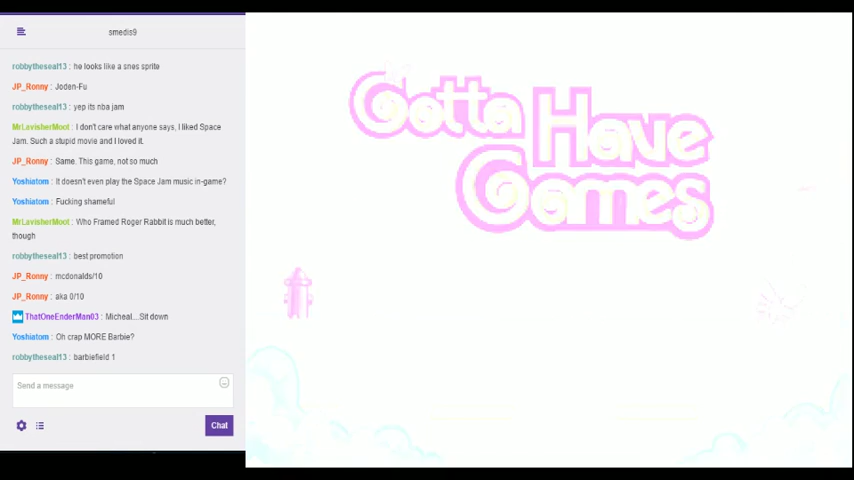 smedis9
robbytheseal13 : he looks like a snes sprite
JP_Ronny : Joden-Fu
robbytheseal13 : yep its nba jam
MrLavisherMoot : I don't care what anyone says, I liked Space
Jam. Such a stupid movie and I loved it.
JP_Ronny : Same. This game, not so much
Yoshiatom : It doesn't even play the Space Jam music in-game?
Yoshiatom : Fucking shameful
MrLavisherMoot : Who Framed Roger Rabbit is much better,
though
robbytheseal13 : best promotion
JP_Ronny : mcdonalds/10
JP_Ronny : aka 0/10
ThatOneEnderMan03 : Micheal....Sit down
Yoshiatom : Oh crap MORE Barbie?
robbytheseal13 : barbiefield 1
Send a message
Chat
Gotta Have
Games